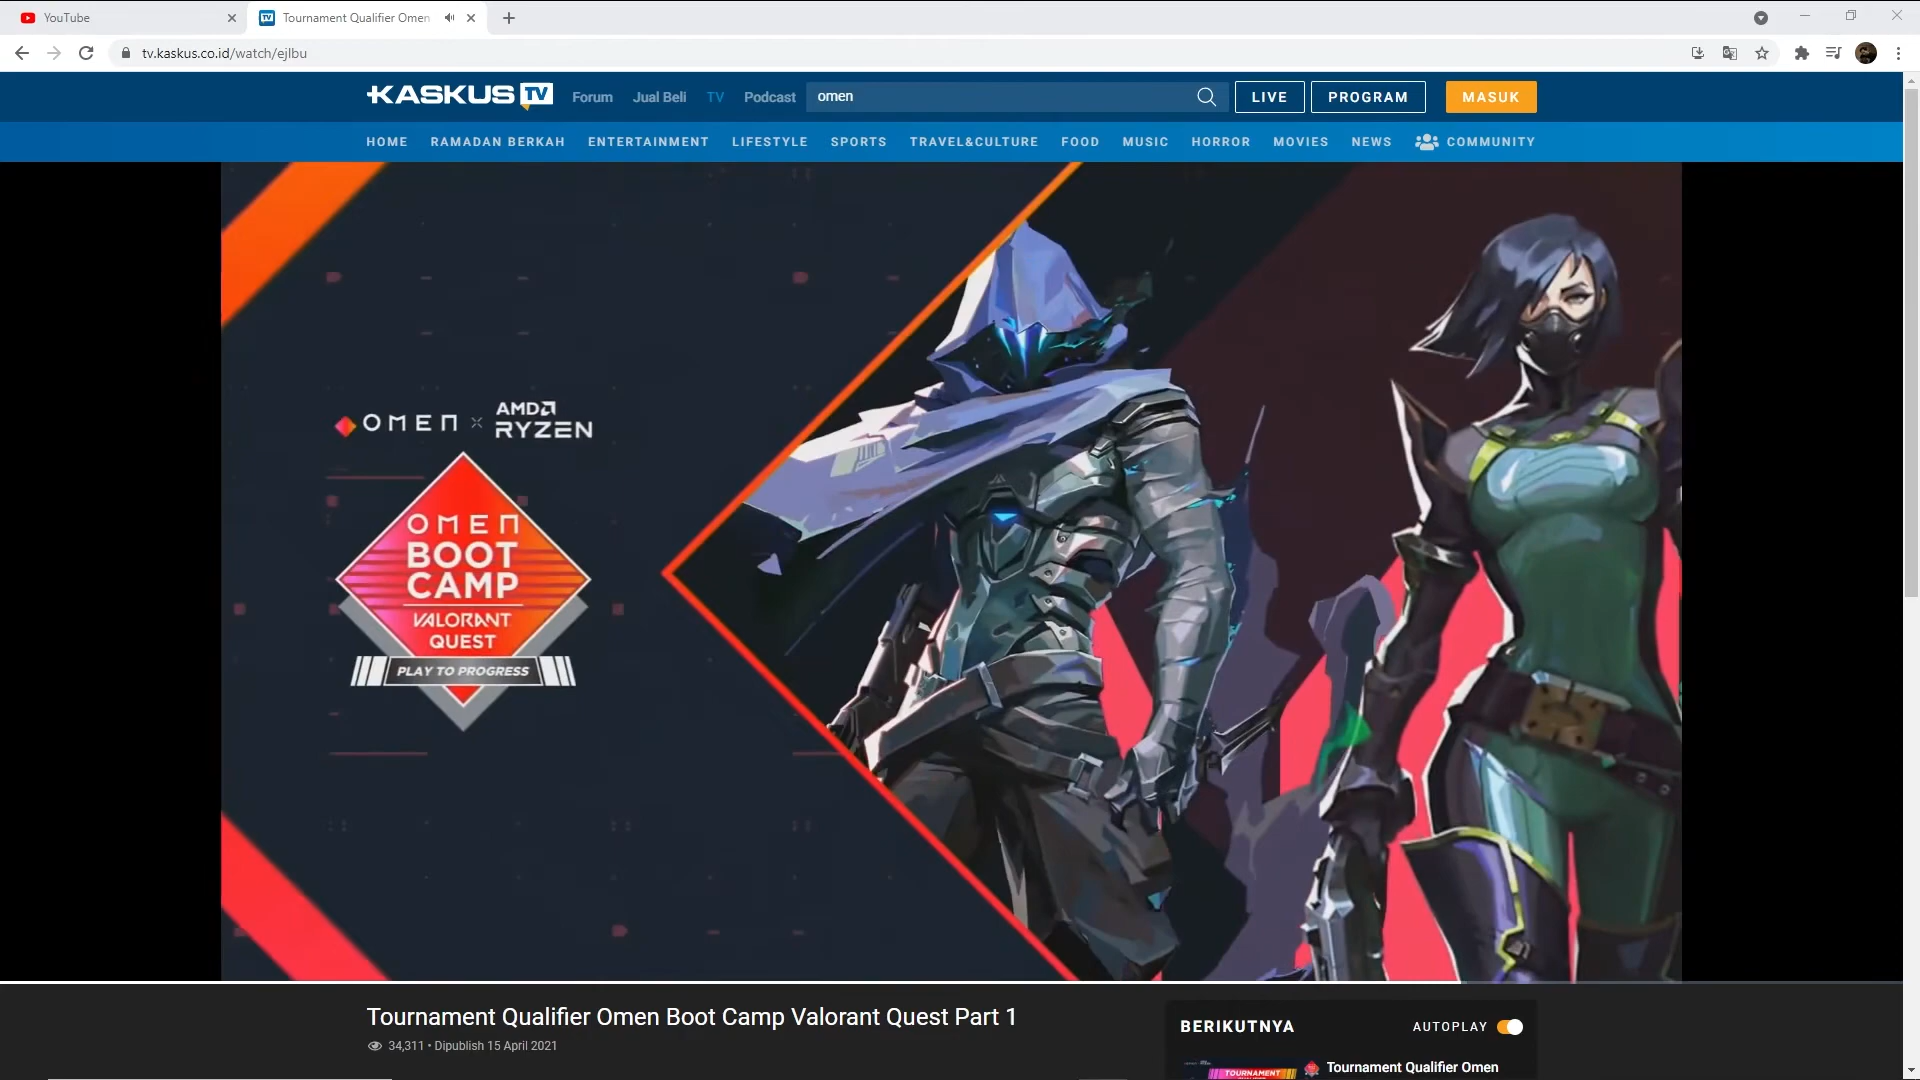 YouTube
Tournament Qualifier Omen
tv.kaskus.co.id/watch/ejlbu
KASKUS TV
Forum
Jual Beli
TV
Podcast
omen
LIVE
PROGRAM
MASUK
HOME
RAMADAN BERKAH
ENTERTAINMENT
LIFESTYLE
SPORTS
TRAVEL&CULTURE
FOOD
MUSIC
HORROR
MOVIES
NEWS
COMMUNITY
OMEN X AMD RYZEN
OMEN
BOOT
CAMP
VALORANT
QUEST
PLAY TO PROGRESS
Tournament Qualifier Omen Boot Camp Valorant Quest Part 1
34,311 • Dipublish 15 April 2021
BERIKUTNYA
AUTOPLAY
Tournament Qualifier Omen
TOURNAMENT